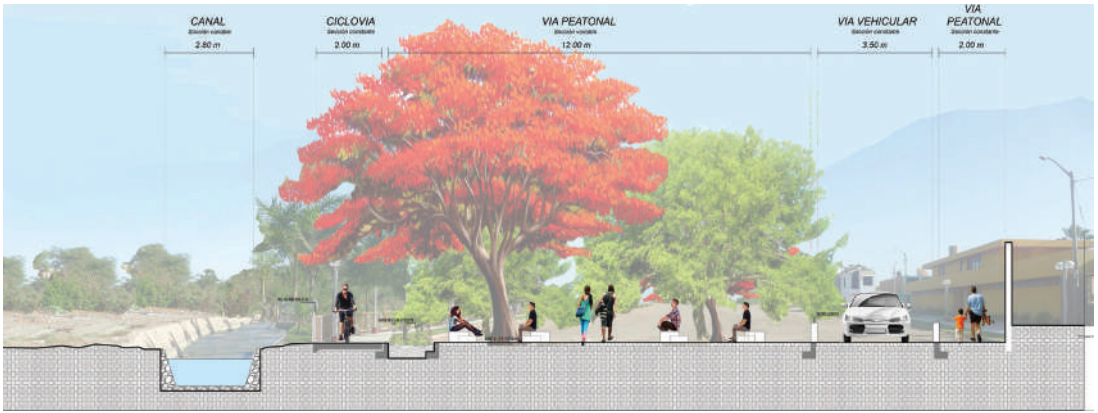 CANAL
Sección variable
2.80 m
CICLOVIA
Sección constante
2.00 m
VIA PEATONAL
Sección variable
12.00 m
VIA VEHICULAR
Sección constante
3.50 m
VIA
PEATONAL
Sección constante
2.00 m